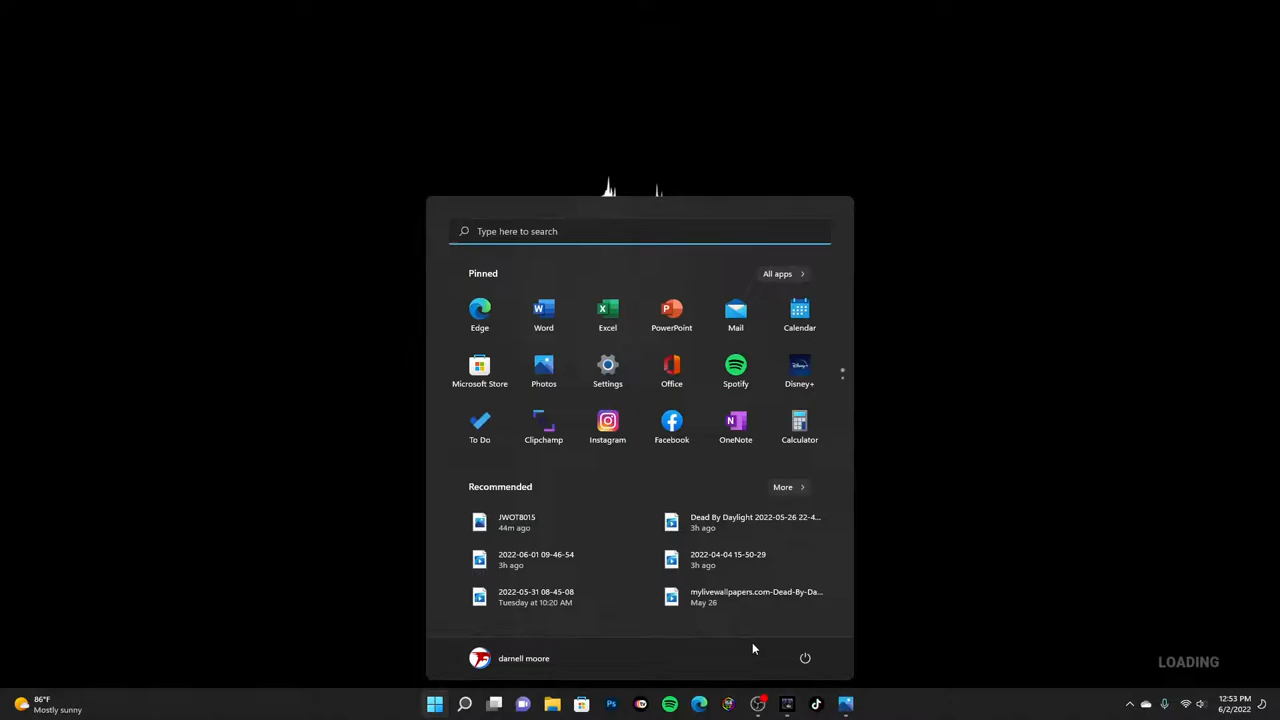 Type here to search
Pinned
All apps
Edge
Word
Excel
PowerPoint
Mail
Calendar
Microsoft Store
Photos
Settings
Office
Spotify
Disney+
To Do
Clipchamp
Instagram
Facebook
OneNote
Calculator
Recommended
More
JWOT8015
44m ago
Dead By Daylight 2022-05-26 22-4...
3h ago
2022-06-01 09-46-54
3h ago
2022-04-04 15-50-29
3h ago
2022-05-31 08-45-08
Tuesday at 10:20 AM
mylivewallpapers.com-Dead-By-Da...
May 26
darnell moore
LOADING
86°F
Mostly sunny
12:53 PM
6/2/2022